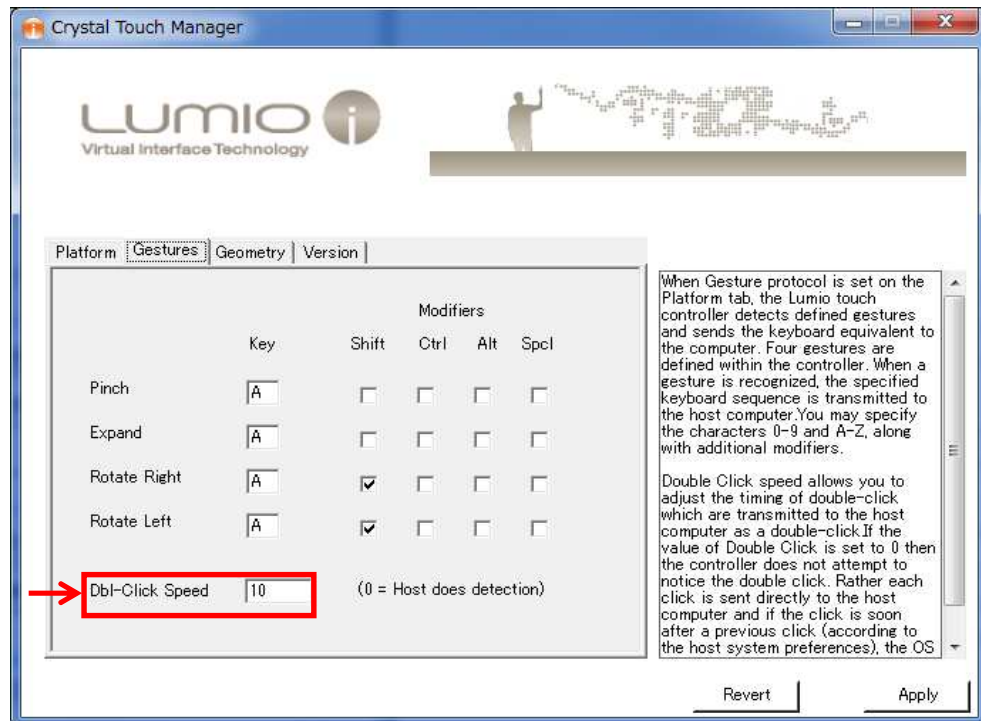 Crystal Touch Manager
LUMIO i
Virtual Interface Technology
Platform Gestures Geometry Version
Modifiers
Key Shift Ctrl Alt Spcl
Pinch A
Expand A
Rotate Right A
Rotate Left A
Dbl-Click Speed 10 (0 = Host does detection)
When Gesture protocol is set on the
Platform tab, the Lumio touch
controller detects defined gestures
and sends the keyboard equivalent to
the computer. Four gestures are
defined within the controller. When a
gesture is recognized, the specified
keyboard sequence is transmitted to
the host computer.You may specify
the characters 0-9 and A-Z, along
with additional modifiers.
Double Click speed allows you to
adjust the timing of double-click
which are transmitted to the host
computer as a double-click.If the
value of Double Click is set to 0 then
the controller does not attempt to
notice the double click. Rather each
click is sent directly to the host
computer and if the click is soon
after a previous click (according to
the host system preferences), the OS
Revert Apply